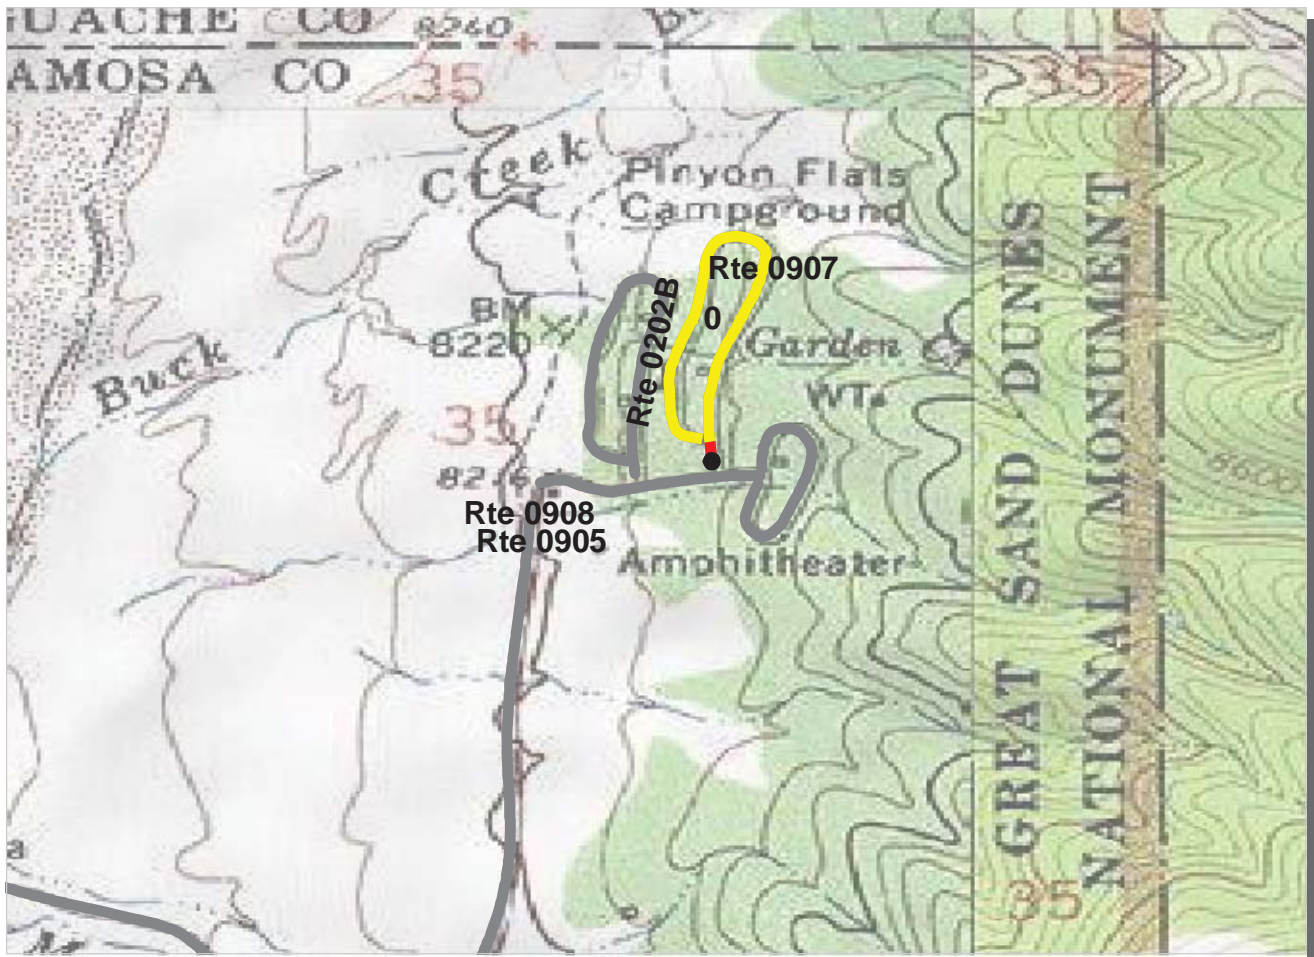 GUACHE CO
8240
AMOSA CO
35
35
Creek
Pinyon Flats
Campground
Rte 0907
0
Rte 0202B
BM
8220
Buck
Garden
WT
35
8216
8600
Rte 0908
Rte 0905
Amphitheater
GREAT SAND DUNES
NATIONAL MONUMENT
a
35